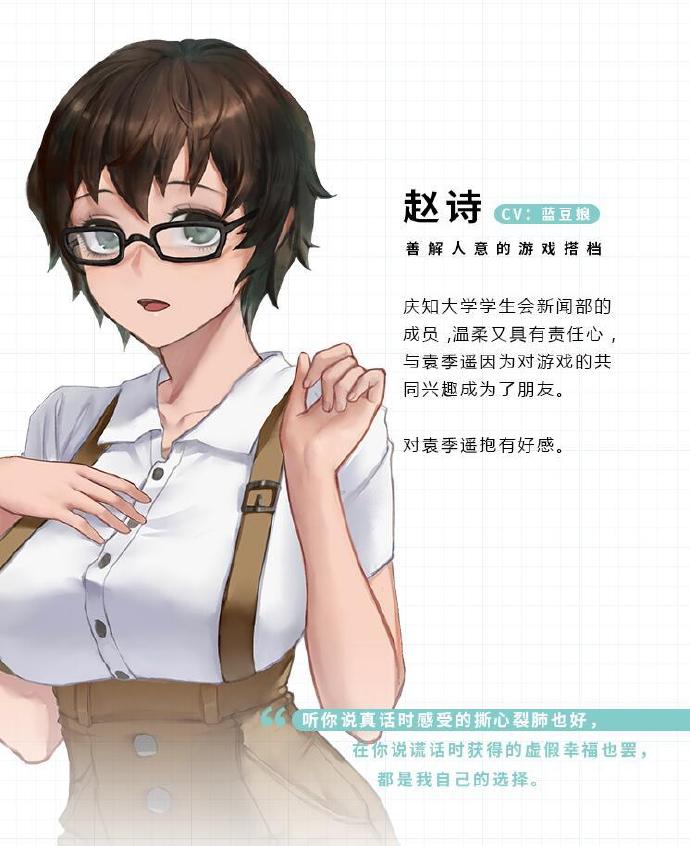 赵诗 CV：蓝豆娘
善解人意的游戏搭档
庆知大学学生会新闻部的
成员 ,温柔又具有责任心 ,
与袁季遥因为对游戏的共
同兴趣成为了朋友。
对袁季遥抱有好感。
“听你说真话时感受的撕心裂肺也好，
在你说谎话时获得的虚假幸福也罢，
都是我自己的选择。